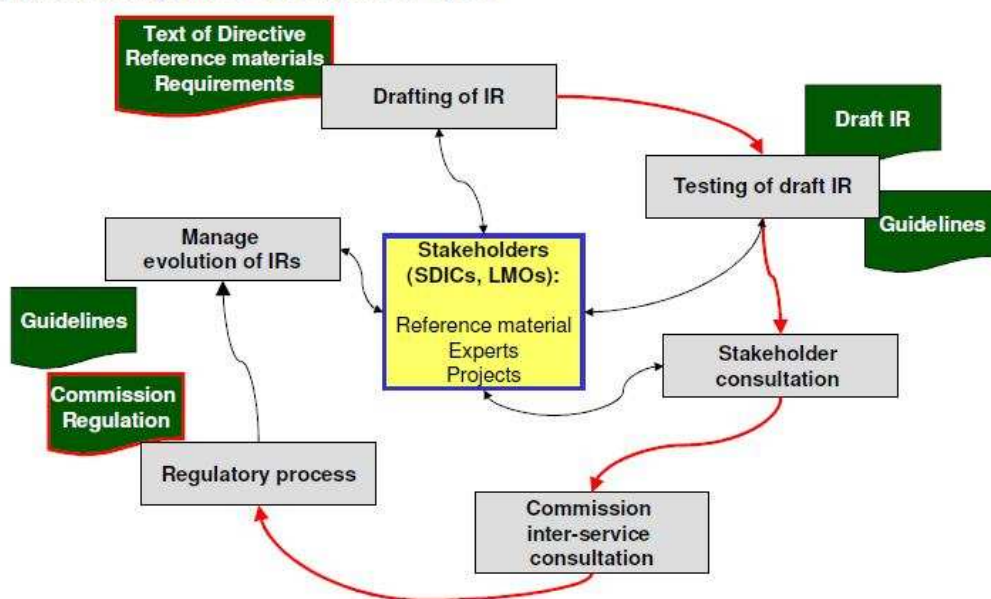 Text of Directive
Reference materials
Requirements
Drafting of IR
Draft IR
Testing of draft IR
Guidelines
Manage
evolution of IRs
Stakeholders
(SDICs, LMOs):
Reference material
Experts
Projects
Guidelines
Stakeholder
consultation
Commission
Regulation
Regulatory process
Commission
inter-service
consultation